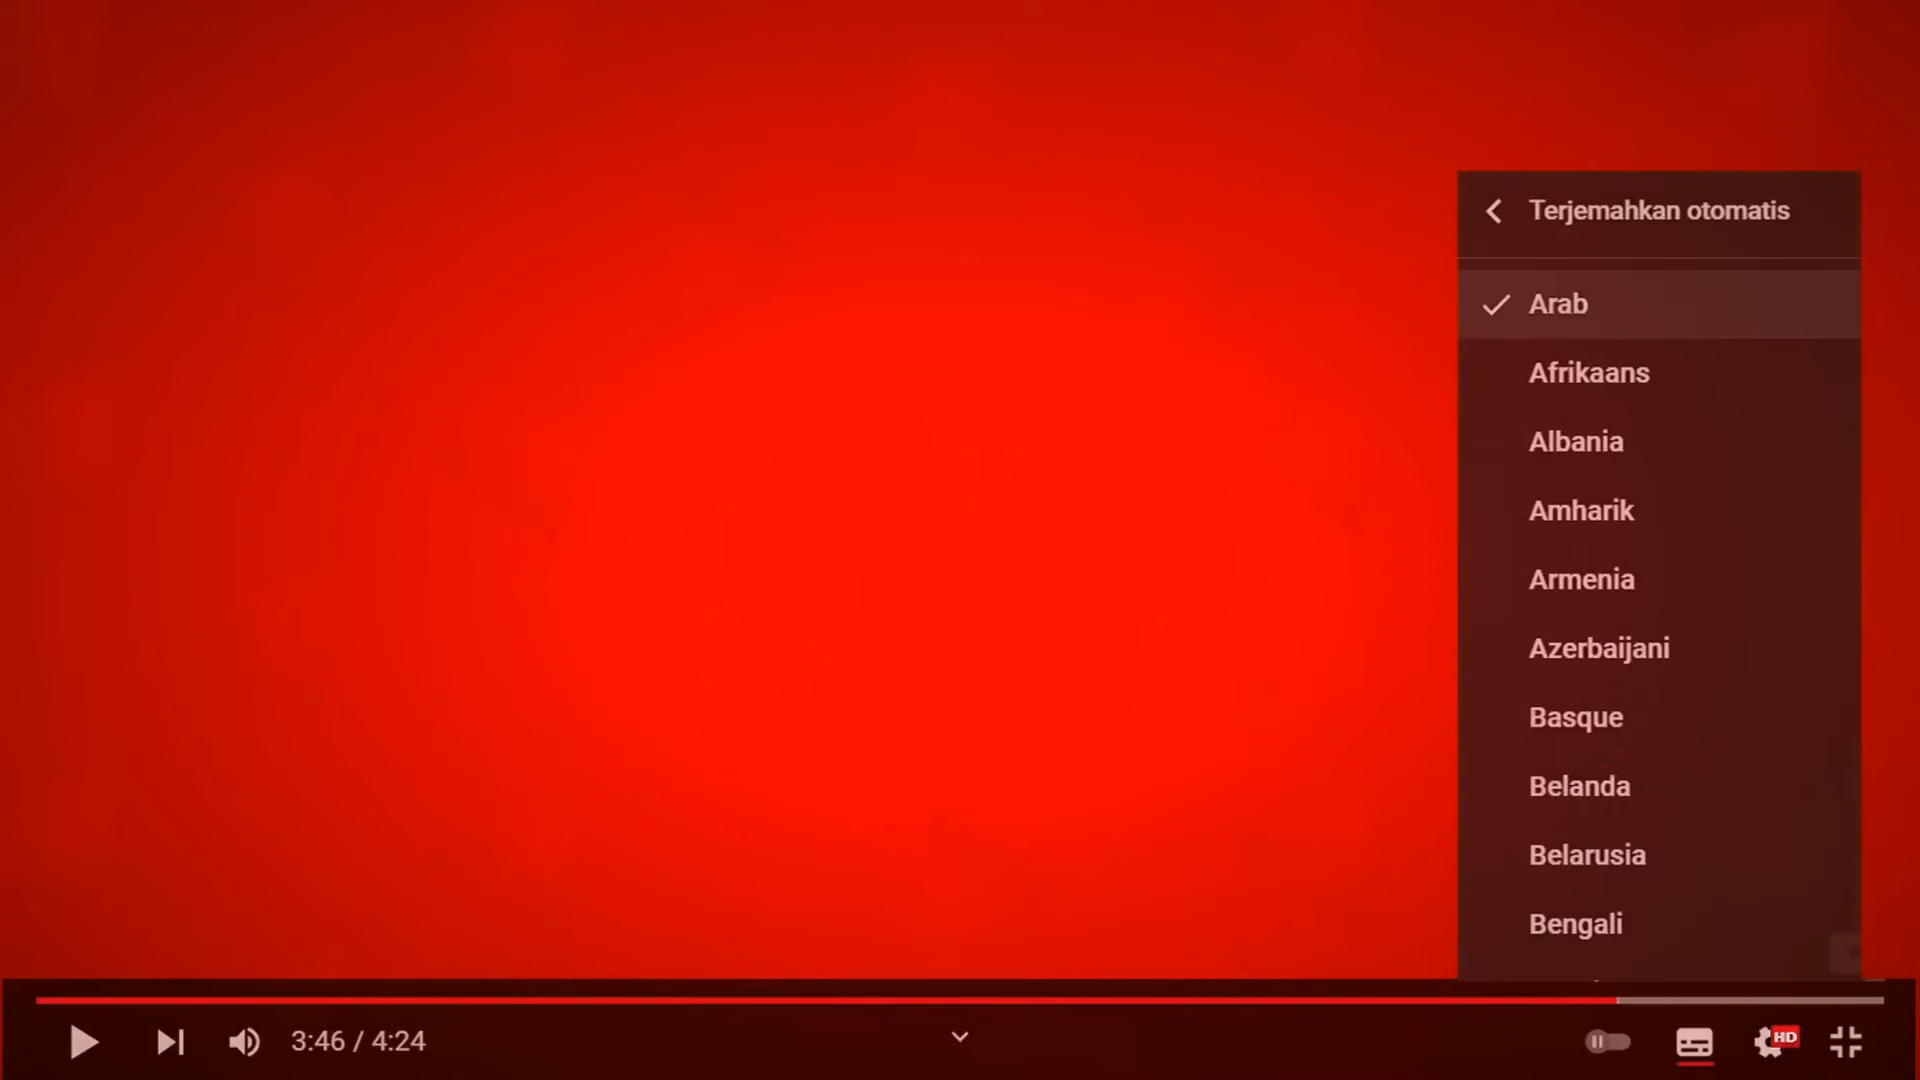 Terjemahkan otomatis
Arab
Afrikaans
Albania
Amharik
Armenia
Azerbaijani
Basque
Belanda
Belarusia
Bengali
3:46 / 4:24
HD